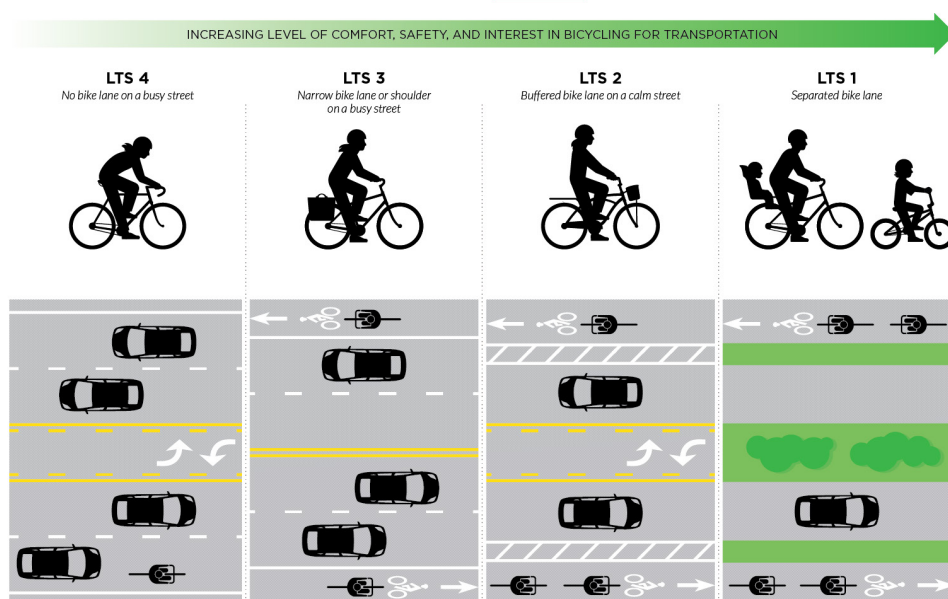 INCREASING LEVEL OF COMFORT, SAFETY, AND INTEREST IN BICYCLING FOR TRANSPORTATION
LTS 4
No bike lane on a busy street
LTS 3
Narrow bike lane or shoulder
on a busy street
LTS 2
Buffered bike lane on a calm street
LTS 1
Separated bike lane